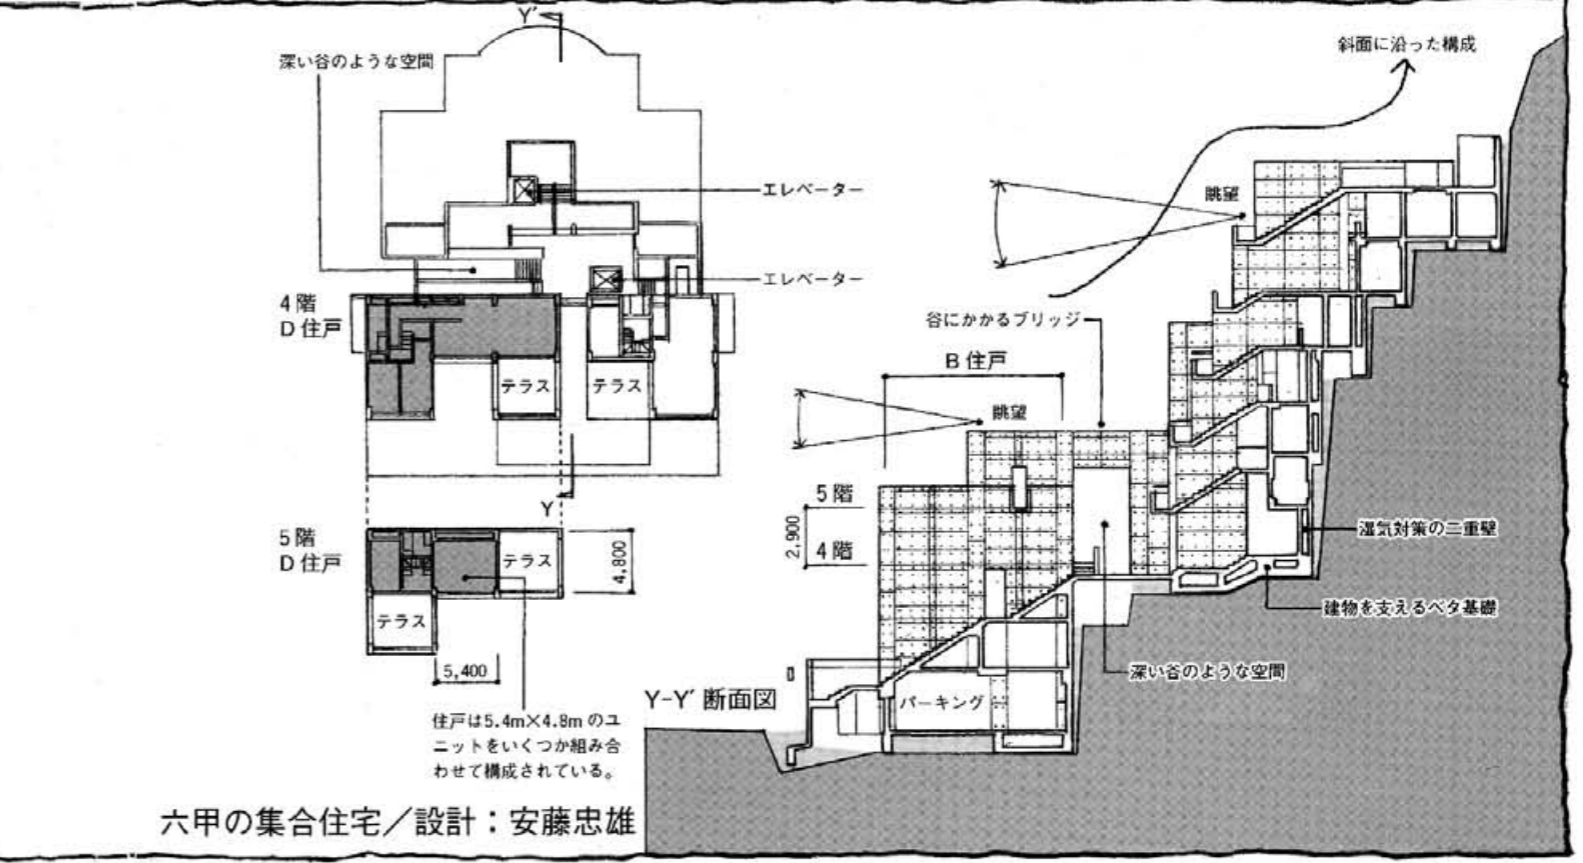 Y'
深い谷のような空間
エレベーター
エレベーター
4階
D住戸
テラス
テラス
Y
5階
D住戸
テラス
4,800
テラス
5,400
住戸は5.4m×4.8mのユ
ニットをいくつか組み合
わせて構成されている。
六甲の集合住宅/設計:安藤忠雄
斜面に沿った構成
眺望
谷にかかるブリッジ
B住戸
眺望
5階
2,900
4階
湿気対策の二重壁
建物を支えるベタ基礎
深い谷のような空間
Y-Y′断面図
パーキング